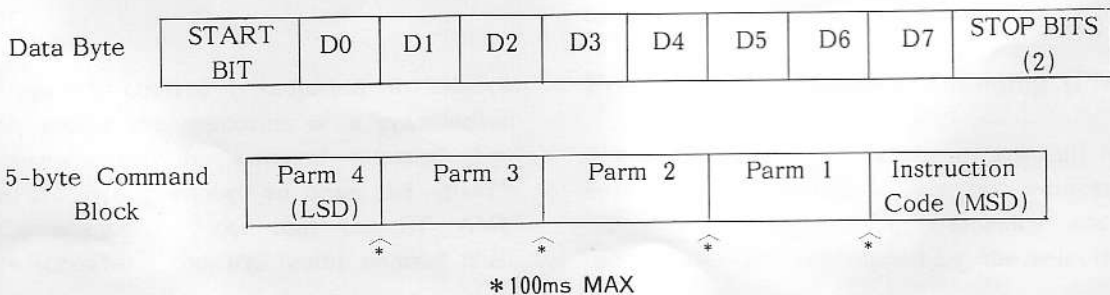 Data Byte START BIT D0 D1 D2 D3 D4 D5 D6 D7 STOP BITS (2)
5-byte Command Block Parm 4 (LSD) Parm 3 Parm 2 Parm 1 Instruction Code (MSD)
* * * *
*100ms MAX